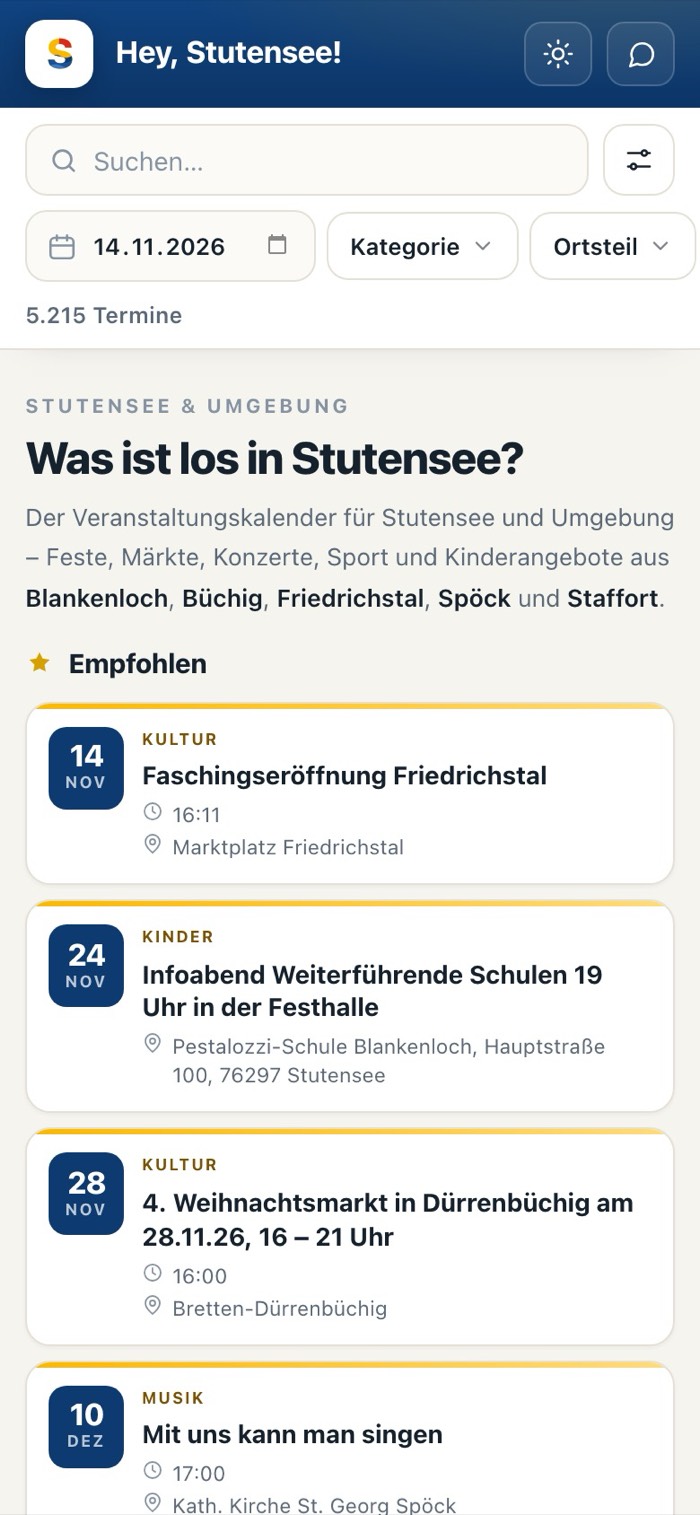 S
Hey, Stutensee!
Suchen...
14.11.2026
Kategorie
Ortsteil
5.215 Termine
STUTENSEE & UMGEBUNG
Was ist los in Stutensee?
Der Veranstaltungskalender für Stutensee und Umgebung
– Feste, Märkte, Konzerte, Sport und Kinderangebote aus
Blankenloch, Büchig, Friedrichstal, Spöck und Staffort.
Empfohlen
14
NOV
KULTUR
Faschingseröffnung Friedrichstal
16:11
Marktplatz Friedrichstal
24
NOV
KINDER
Infoabend Weiterführende Schulen 19
Uhr in der Festhalle
Pestalozzi-Schule Blankenloch, Hauptstraße
100, 76297 Stutensee
28
NOV
KULTUR
4. Weihnachtsmarkt in Dürrenbüchig am
28.11.26, 16 – 21 Uhr
16:00
Bretten-Dürrenbüchig
10
DEZ
MUSIK
Mit uns kann man singen
17:00
Kath. Kirche St. Georg Spöck